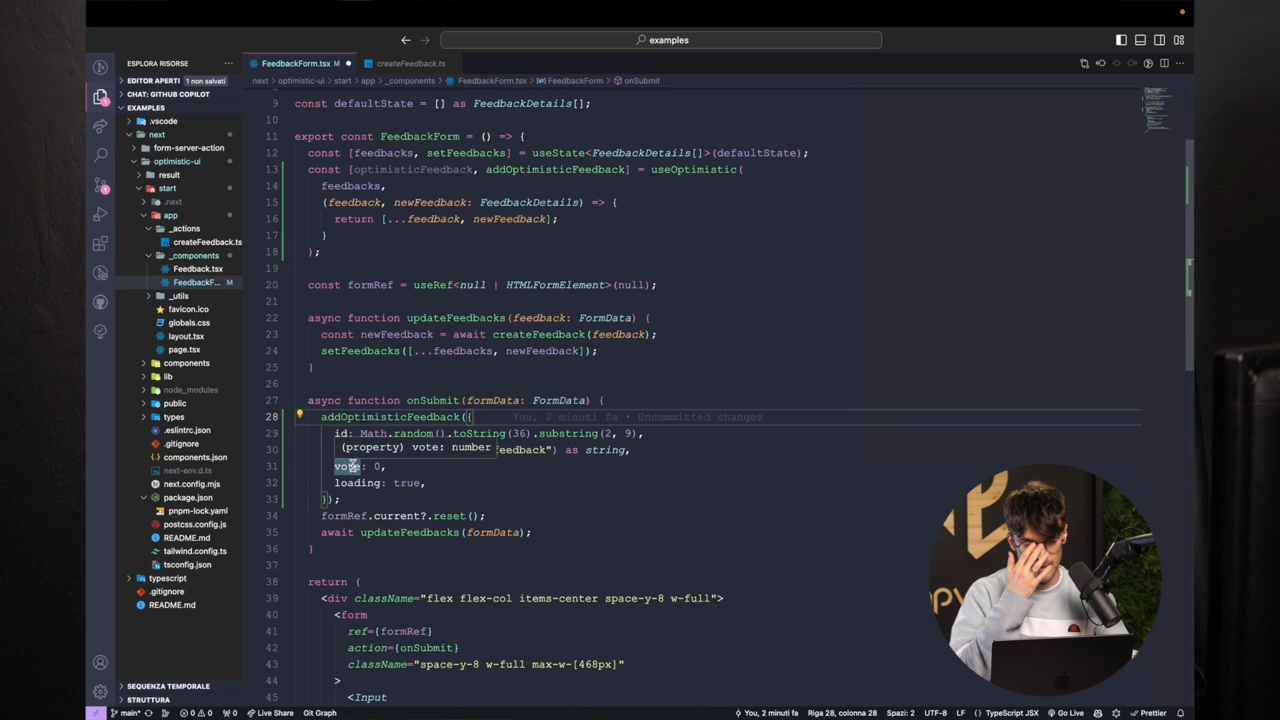 examples
ESPLORA RISORSE
FeedbackForm.tsx M
createFeedback.ts
EDITOR APERTI 1 non salvati
next > optimistic-ui > start > app > _components > FeedbackForm.tsx > FeedbackForm > onSubmit
CHAT: GITHUB COPILOT
EXAMPLES
.vscode
next
form-server-action
optimistic-ui
result
start
.next
app
_actions
createFeedback.ts
_components
Feedback.tsx
FeedbackF... M
_utils
favicon.ico
globals.css
layout.tsx
page.tsx
components
lib
node_modules
public
types
.eslintrc.json
.gitignore
components.json
next-env.d.ts
next.config.mjs
package.json
pnpm-lock.yaml
postcss.config.js
README.md
tailwind.config.ts
tsconfig.json
typescript
.gitignore
README.md
SEQUENZA TEMPORALE
STRUTTURA
9 const defaultState = [] as FeedbackDetails[];
10
11 export const FeedbackForm = () => {
12 const [feedbacks, setFeedbacks] = useState<FeedbackDetails[]>(defaultState);
13 const [optimisticFeedback, addOptimisticFeedback] = useOptimistic(
14 feedbacks,
15 (feedback, newFeedback: FeedbackDetails) => {
16 return [...feedback, newFeedback];
17 }
18 );
19
20 const formRef = useRef<null | HTMLFormElement>(null);
21
22 async function updateFeedbacks(feedback: FormData) {
23 const newFeedback = await createFeedback(feedback);
24 setFeedbacks([...feedbacks, newFeedback]);
25 }
26
27 async function onSubmit(formData: FormData) {
28 addOptimisticFeedback({ You, 2 minuti fa • Uncommitted changes
29 id: Math.random().toString(36).substring(2, 9),
(property) vote: number
30 eedback") as string,
31 vote: 0,
32 loading: true,
33 });
34 formRef.current?.reset();
35 await updateFeedbacks(formData);
36 }
37
38 return (
39 <div className="flex flex-col items-center space-y-8 w-full">
40 <form
41 ref={formRef}
42 action={onSubmit}
43 className="space-y-8 w-full max-w-[468px]"
44 >
45 <Input
main* 0 0 0 Live Share Git Graph You, 2 minuti fa Riga 28, colonna 28 Spazi: 2 UTF-8 LF {} TypeScript JSX Go Live Prettier